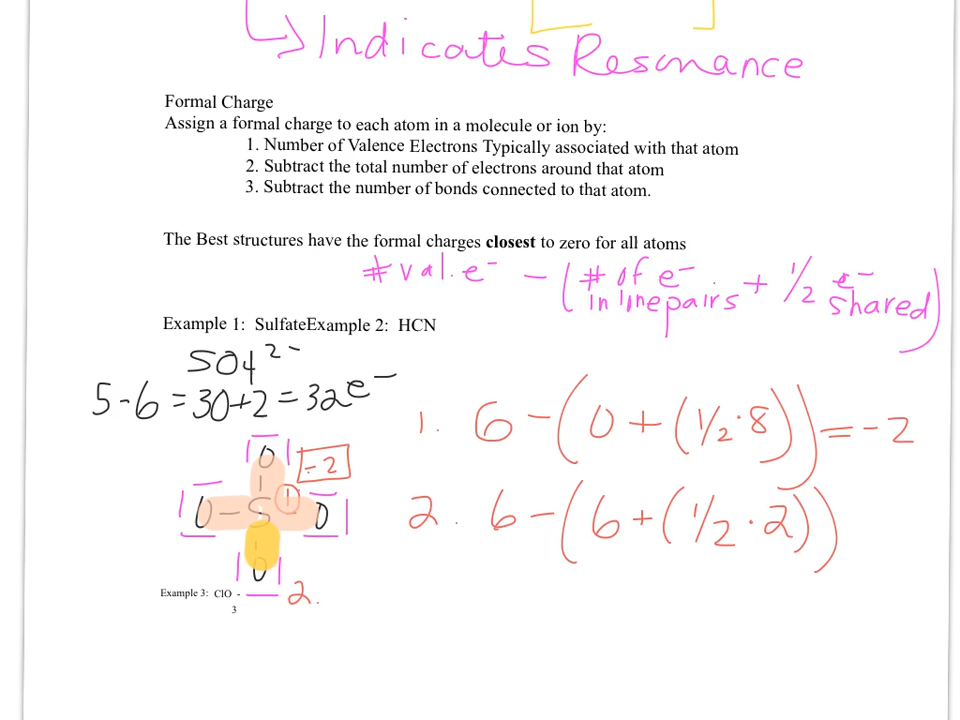 Indicates Resonance
Formal Charge
Assign a formal charge to each atom in a molecule or ion by:
1. Number of Valence Electrons Typically associated with that atom
2. Subtract the total number of electrons around that atom
3. Subtract the number of bonds connected to that atom.
The Best structures have the formal charges closest to zero for all atoms
# val. e⁻ - (# of e⁻ in lone pairs + 1/2 e⁻ shared)
Example 1: SulfateExample 2: HCN
SO4 2-
5-6 = 30+2 = 32e⁻
1. 6-(0+(1/2·8))=-2
O
-2
1
O-S-O
2. 6-(6+(1/2·2))
O
2.
Example 3: ClO -
3